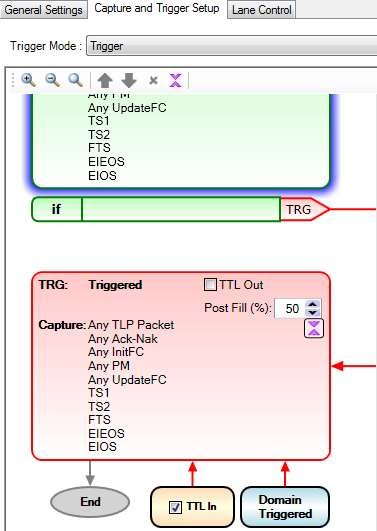 General Settings Capture and Trigger Setup Lane Control
Trigger Mode : Trigger
Any PM
Any UpdateFC
TS1
TS2
FTS
EIEOS
EIOS
if TRG
TRG: Triggered TTL Out
Post Fill (%): 50
Capture: Any TLP Packet
Any Ack-Nak
Any InitFC
Any PM
Any UpdateFC
TS1
TS2
FTS
EIEOS
EIOS
End TTL In Domain
Triggered